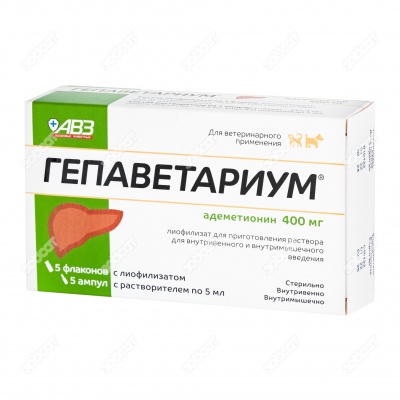 АВЗ
Для ветеринарного
применения
ГЕПАВЕТАРИУМ®
адеметионин 400 мг
лиофилизат для приготовления раствора
для внутривенного и внутримышечного
введения
5 флаконов с лиофилизатом
5 ампул с растворителем по 5 мл
Стерильно
Внутривенно
Внутримышечно